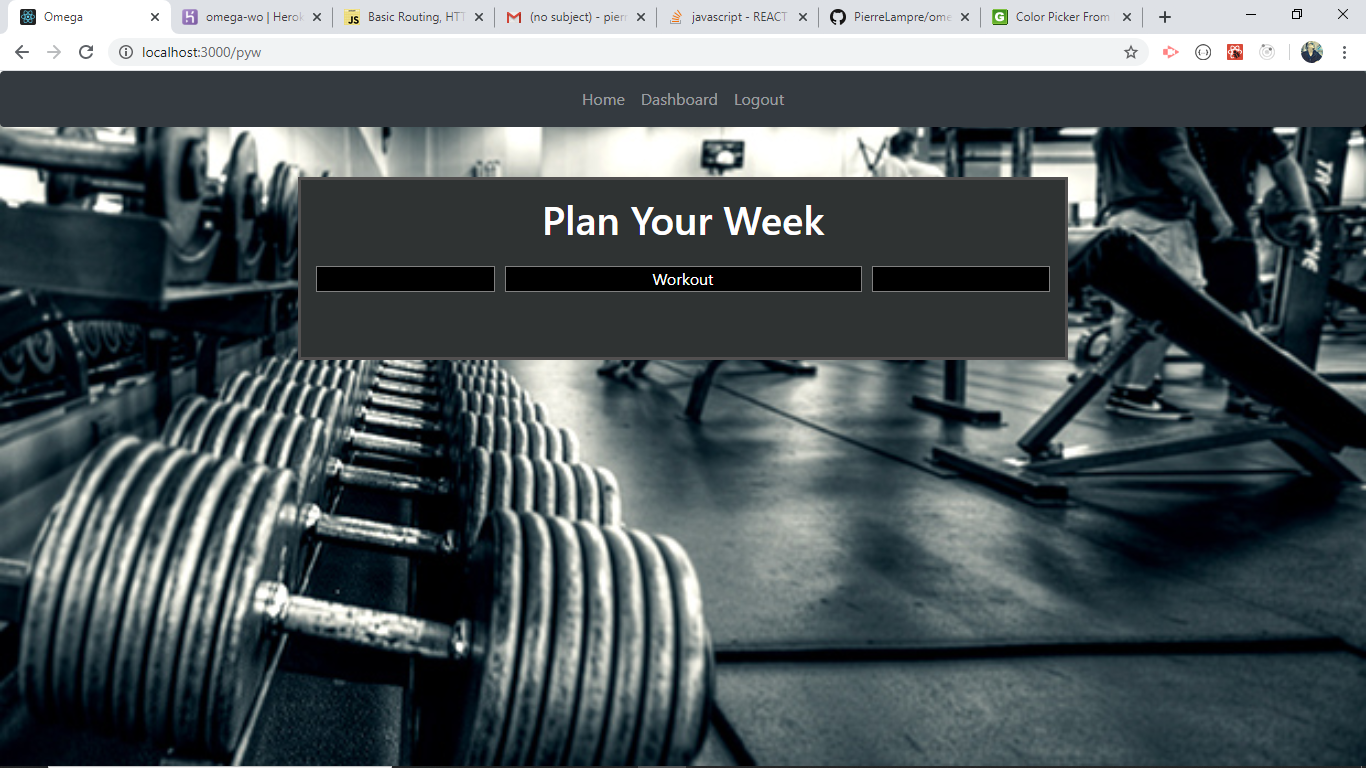 Omega
omega-wo | Herok
Basic Routing, HTT
(no subject) - pierr
javascript - REACT
PierreLampre/ome
Color Picker From
localhost:3000/pyw
Home Dashboard Logout
Plan Your Week
Workout